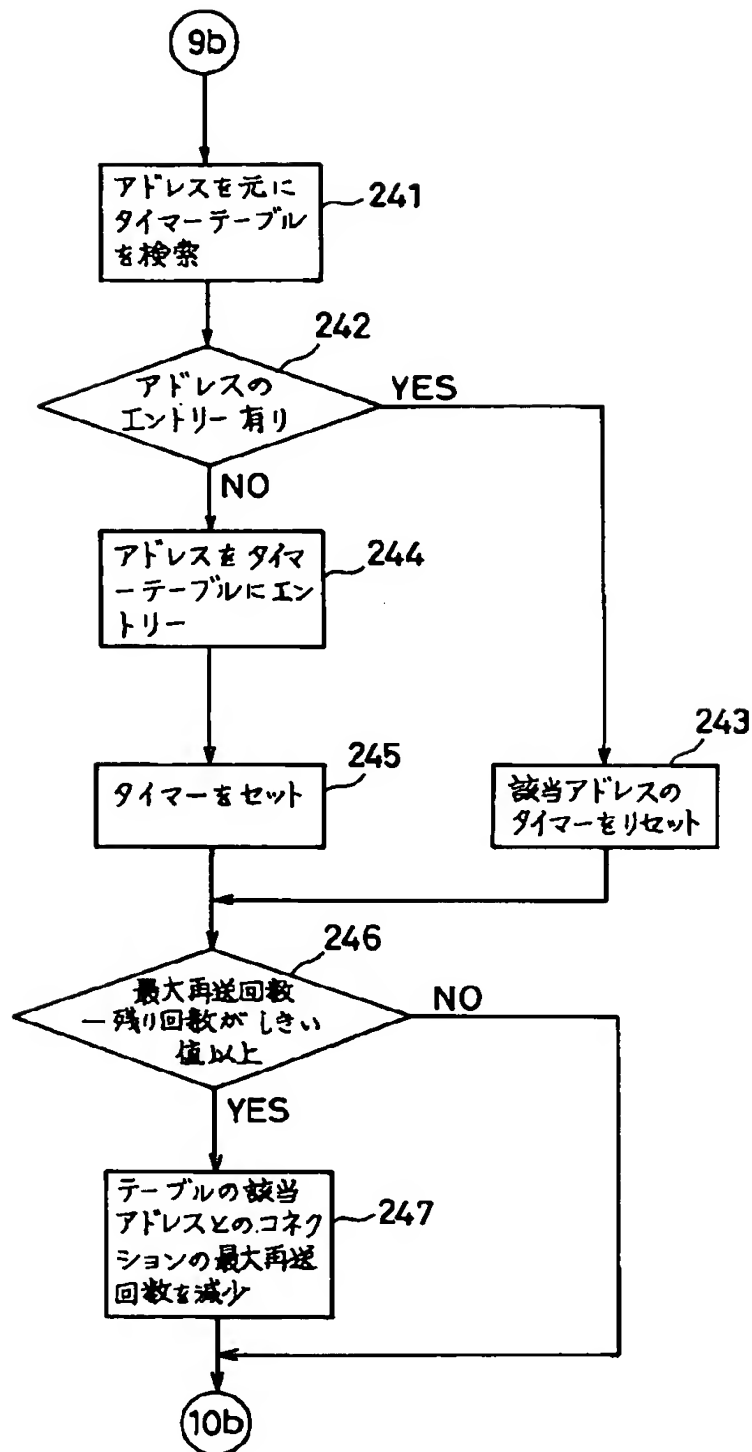 9b
アドレスを元に
タイマーテーブル
を検索
241
242
アドレスの
エントリー有り
YES
NO
アドレスをタイマ
ーテーブルにエン
トリー
244
245
タイマーをセット
243
該当アドレスの
タイマーをリセット
246
最大再送回数
−残り回数がしきい
値以上
NO
YES
テーブルの該当
アドレスとのコネク
ションの最大再送
回数を減少
247
10b